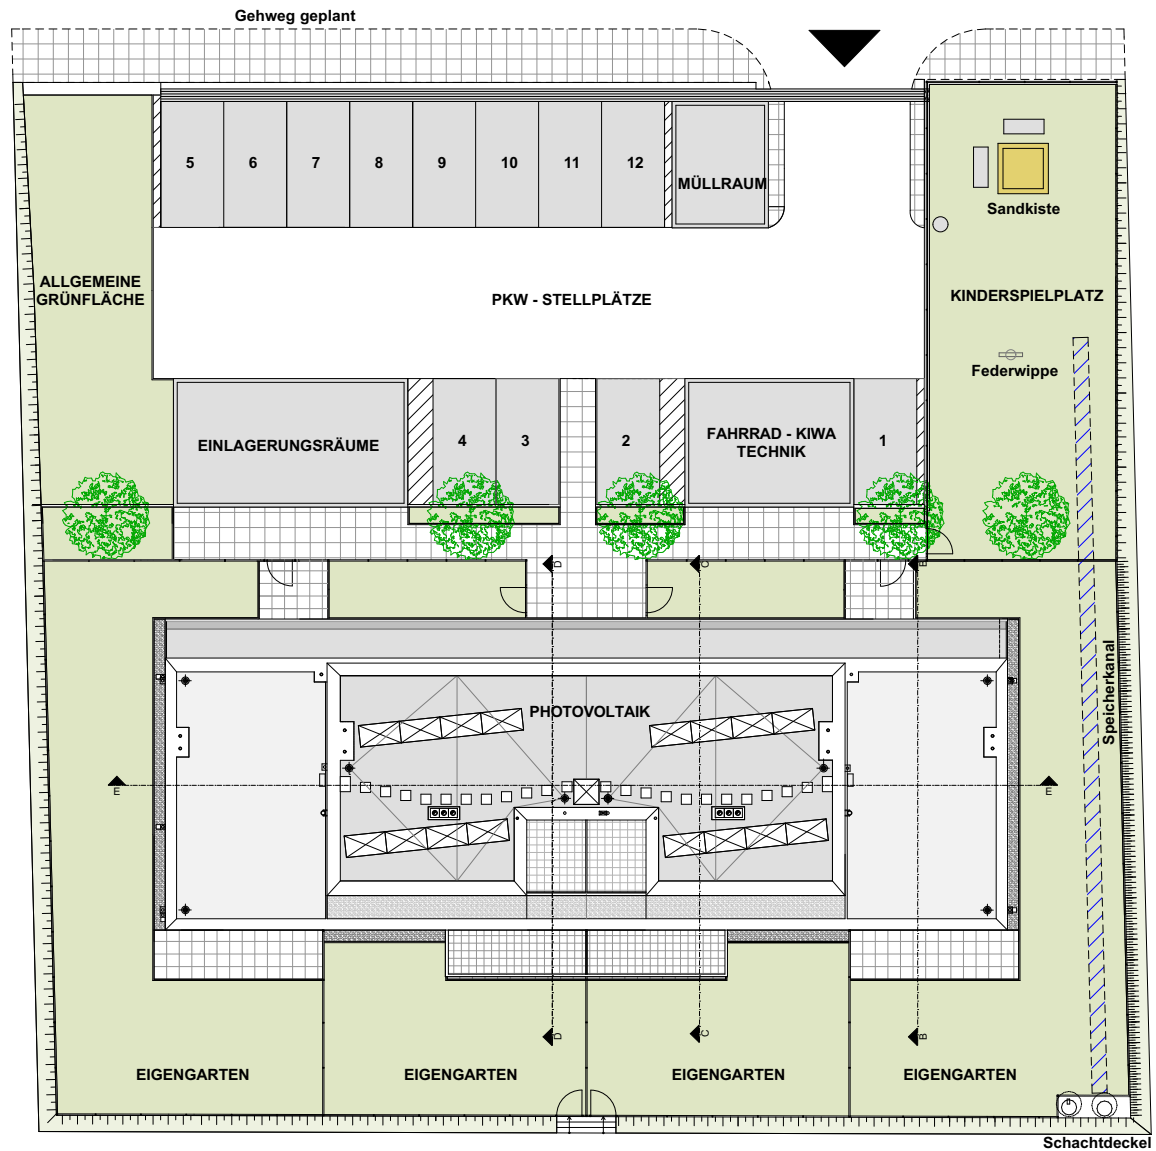 Gehweg geplant
5 6 7 8 9 10 11 12
MÜLLRAUM
Sandkiste
ALLGEMEINE
GRÜNFLÄCHE
PKW - STELLPLÄTZE
KINDERSPIELPLATZ
Federwippe
EINLAGERUNGSRÄUME
4 3 2
FAHRRAD - KIWA
TECHNIK
1
D C B
Speicherkanal
PHOTOVOLTAIK
E E
D C B
EIGENGARTEN EIGENGARTEN EIGENGARTEN EIGENGARTEN
Schachtdeckel